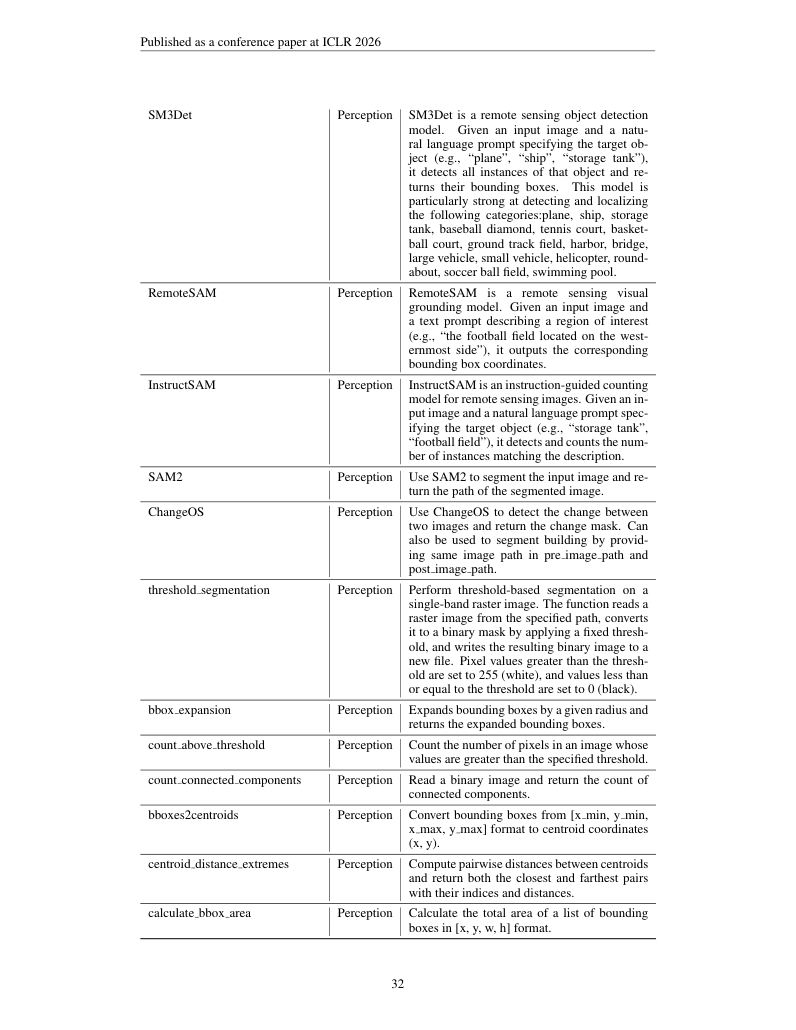 Published as a conference paper at ICLR 2026
SM3Det Perception SM3Det is a remote sensing object detection
model. Given an input image and a natu-
ral language prompt specifying the target ob-
ject (e.g., “plane”, “ship”, “storage tank”),
it detects all instances of that object and re-
turns their bounding boxes. This model is
particularly strong at detecting and localizing
the following categories:plane, ship, storage
tank, baseball diamond, tennis court, basket-
ball court, ground track field, harbor, bridge,
large vehicle, small vehicle, helicopter, round-
about, soccer ball field, swimming pool.
RemoteSAM Perception RemoteSAM is a remote sensing visual
grounding model. Given an input image and
a text prompt describing a region of interest
(e.g., “the football field located on the west-
ernmost side”), it outputs the corresponding
bounding box coordinates.
InstructSAM Perception InstructSAM is an instruction-guided counting
model for remote sensing images. Given an in-
put image and a natural language prompt spec-
ifying the target object (e.g., “storage tank”,
“football field”), it detects and counts the num-
ber of instances matching the description.
SAM2 Perception Use SAM2 to segment the input image and re-
turn the path of the segmented image.
ChangeOS Perception Use ChangeOS to detect the change between
two images and return the change mask. Can
also be used to segment building by provid-
ing same image path in pre_image_path and
post_image_path.
threshold_segmentation Perception Perform threshold-based segmentation on a
single-band raster image. The function reads a
raster image from the specified path, converts
it to a binary mask by applying a fixed thresh-
old, and writes the resulting binary image to a
new file. Pixel values greater than the thresh-
old are set to 255 (white), and values less than
or equal to the threshold are set to 0 (black).
bbox_expansion Perception Expands bounding boxes by a given radius and
returns the expanded bounding boxes.
count_above_threshold Perception Count the number of pixels in an image whose
values are greater than the specified threshold.
count_connected_components Perception Read a binary image and return the count of
connected components.
bboxes2centroids Perception Convert bounding boxes from [x_min, y_min,
x_max, y_max] format to centroid coordinates
(x, y).
centroid_distance_extremes Perception Compute pairwise distances between centroids
and return both the closest and farthest pairs
with their indices and distances.
calculate_bbox_area Perception Calculate the total area of a list of bounding
boxes in [x, y, w, h] format.
32